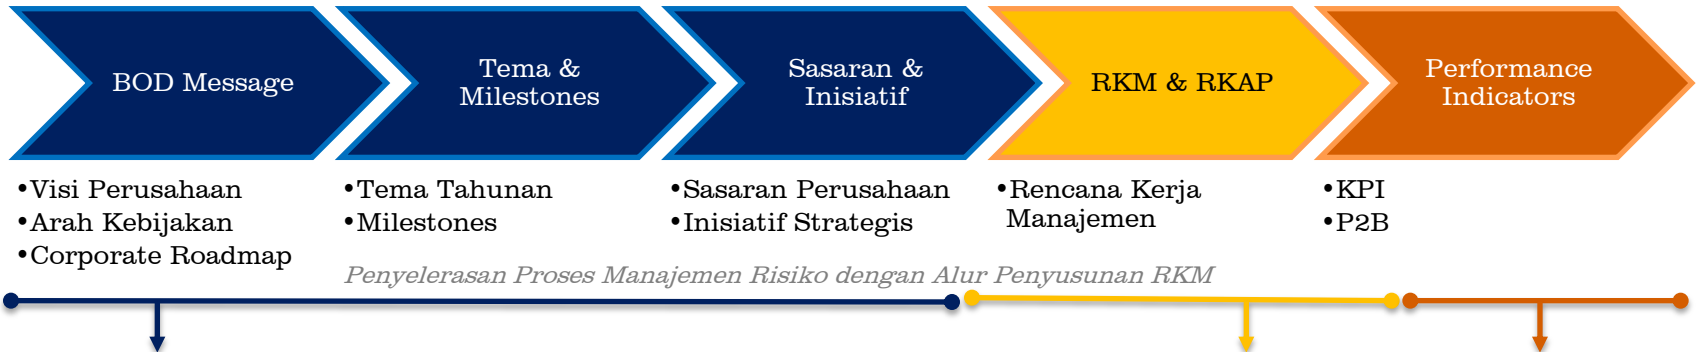 BOD Message
Tema &
Milestones
Sasaran &
Inisiatif
RKM & RKAP
Performance
Indicators
•Visi Perusahaan
•Arah Kebijakan
•Corporate Roadmap
•Tema Tahunan
•Milestones
•Sasaran Perusahaan
•Inisiatif Strategis
•Rencana Kerja
Manajemen
•KPI
•P2B
Penyelerasan Proses Manajemen Risiko dengan Alur Penyusunan RKM